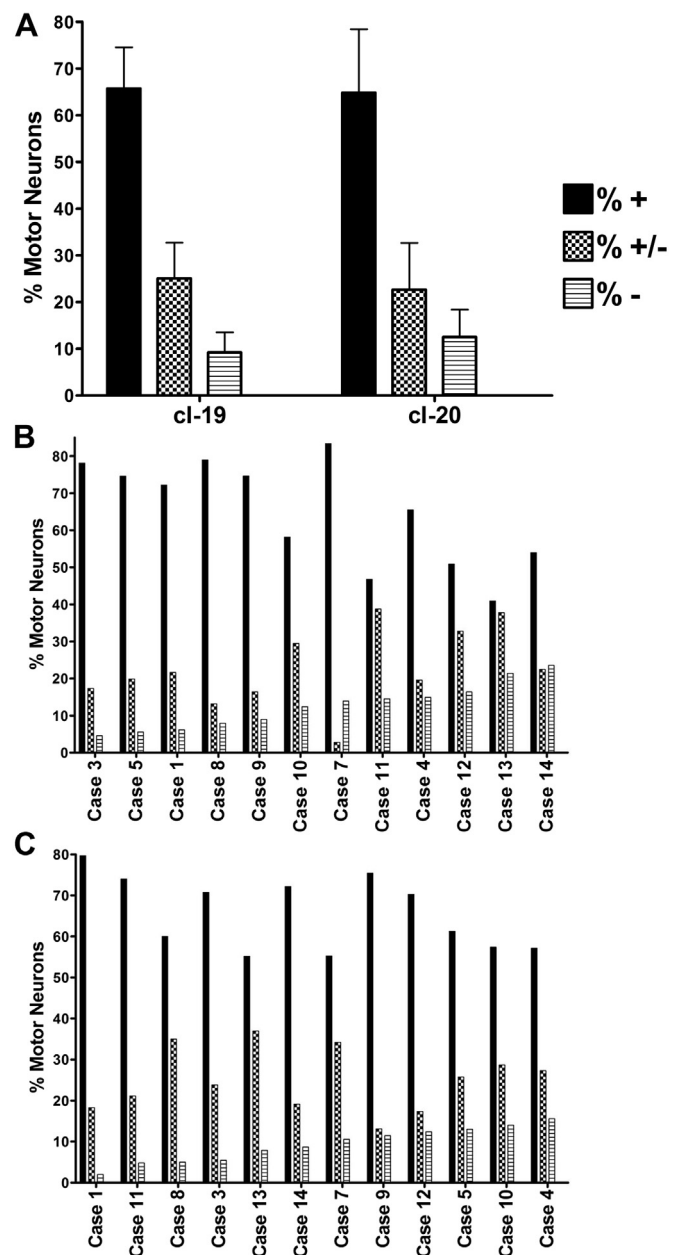 A
% Motor Neurons
80
70
60
50
40
30
20
10
0
cl-19
cl-20
% +
% +/-
% -
B
% Motor Neurons
80
70
60
50
40
30
20
10
0
Case 3
Case 5
Case 1
Case 8
Case 9
Case 10
Case 7
Case 11
Case 4
Case 12
Case 13
Case 14
C
% Motor Neurons
80
70
60
50
40
30
20
10
0
Case 1
Case 11
Case 8
Case 3
Case 13
Case 14
Case 7
Case 9
Case 12
Case 5
Case 10
Case 4